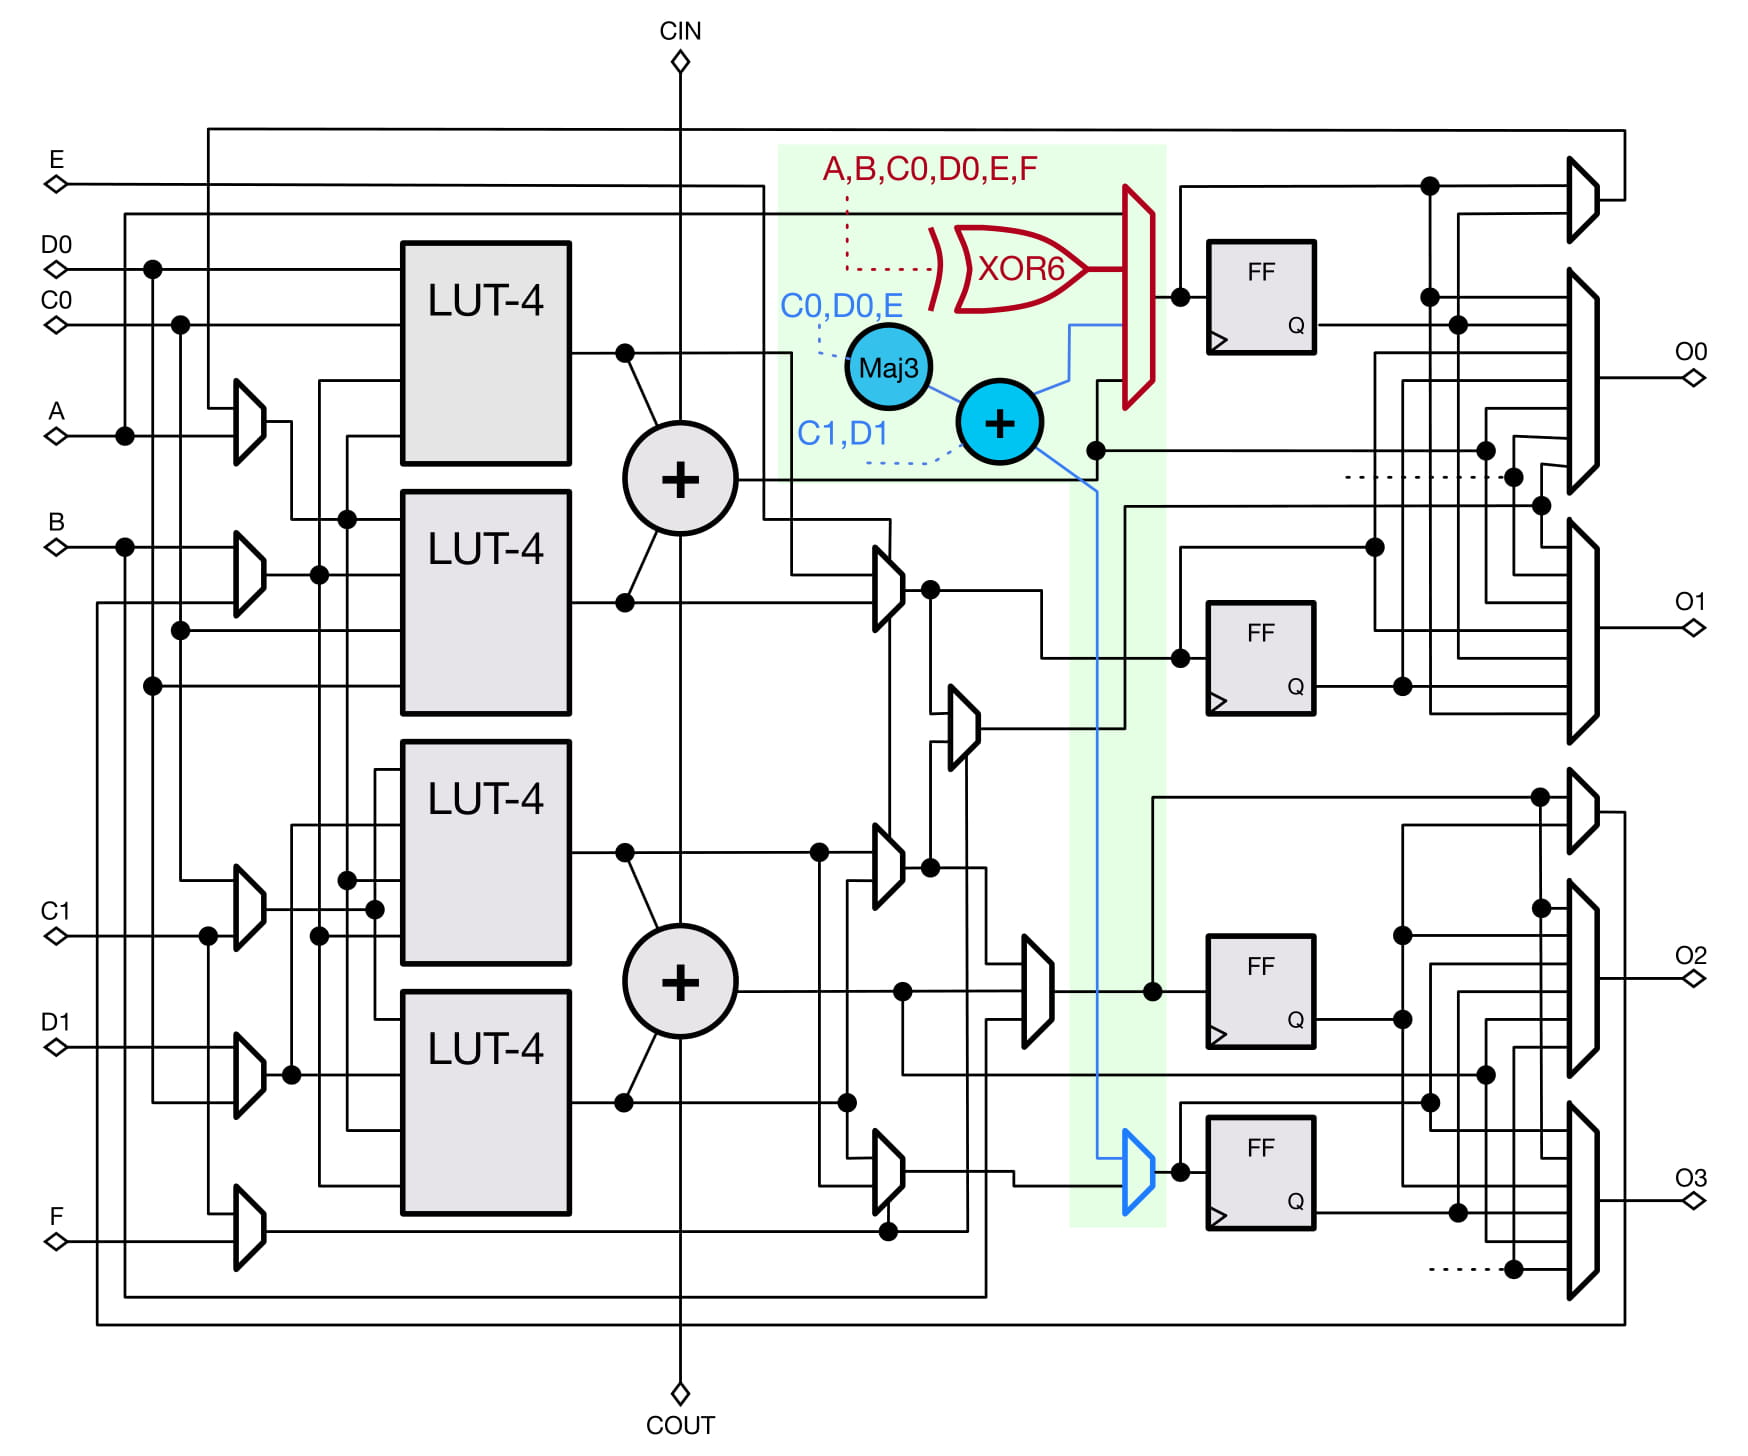 CIN
E
A,B,C0,D0,E,F
D0
LUT-4
XOR6
FF
C0
C0,D0,E
Q
O0
Maj3
A
C1,D1
+
+
B
LUT-4
O1
FF
Q
LUT-4
C1
O2
FF
+
D1
Q
LUT-4
FF
O3
F
Q
COUT